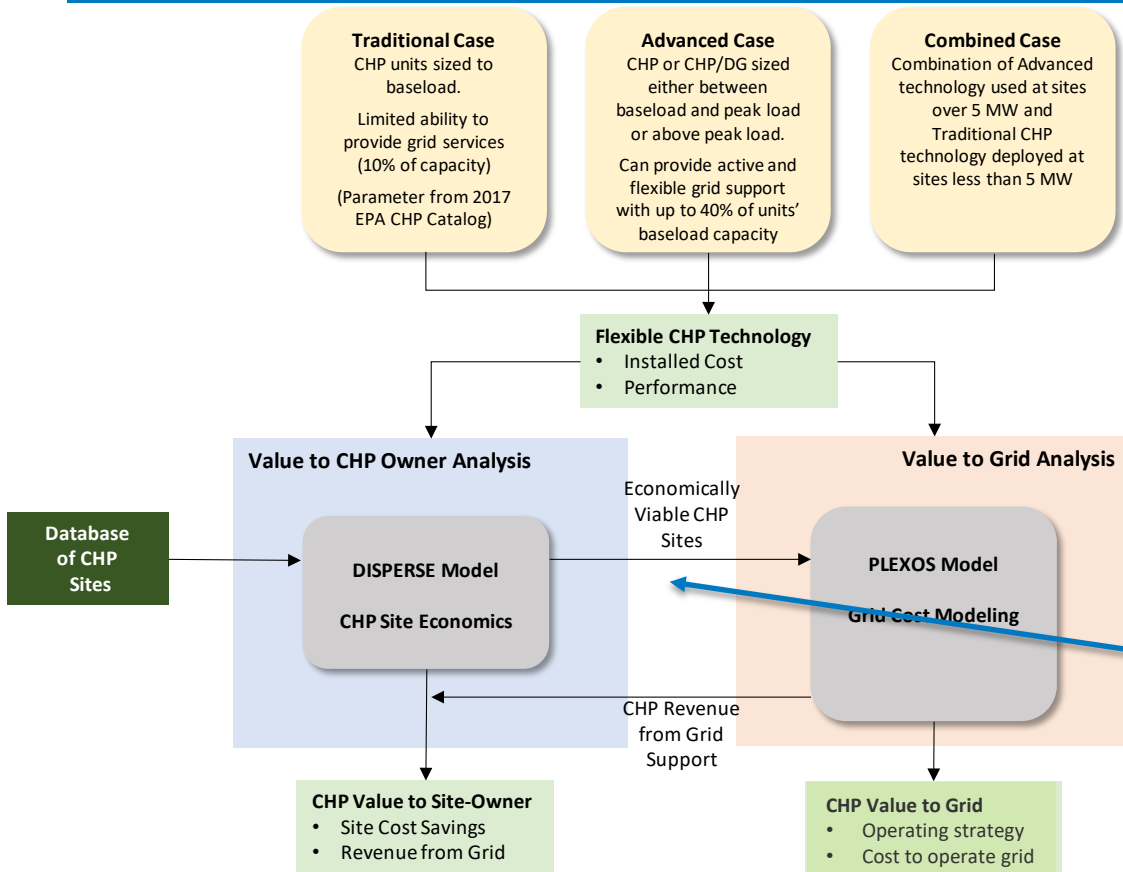 Traditional Case
CHP units sized to
baseload.
Limited ability to
provide grid services
(10% of capacity)
(Parameter from 2017
EPA CHP Catalog)
Advanced Case
CHP or CHP/DG sized
either between
baseload and peak load
or above peak load.
Can provide active and
flexible grid support
with up to 40% of units’
baseload capacity
Combined Case
Combination of Advanced
technology used at sites
over 5 MW and
Traditional CHP
technology deployed at
sites less than 5 MW
Flexible CHP Technology
• Installed Cost
• Performance
Value to CHP Owner Analysis
Value to Grid Analysis
Database
of CHP
Sites
DISPERSE Model
CHP Site Economics
Economically
Viable CHP
Sites
PLEXOS Model
Grid Cost Modeling
CHP Revenue
from Grid
Support
CHP Value to Site-Owner
• Site Cost Savings
• Revenue from Grid
CHP Value to Grid
• Operating strategy
• Cost to operate grid